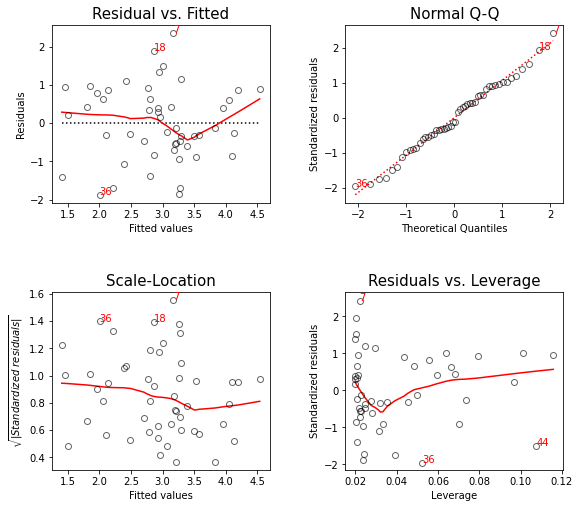 Residual vs. Fitted
Residuals
2
1
0
−1
−2
18
36
1.5 2.0 2.5 3.0 3.5 4.0 4.5
Fitted values
Normal Q-Q
Standardized residuals
2
1
0
−1
−2
18
36
−2 −1 0 1 2
Theoretical Quantiles
Scale-Location
√|Standardized residuals|
1.6
1.4
1.2
1.0
0.8
0.6
0.4
36 18
1.5 2.0 2.5 3.0 3.5 4.0 4.5
Fitted values
Residuals vs. Leverage
Standardized residuals
2
1
0
−1
−2
44
36
0.02 0.04 0.06 0.08 0.10 0.12
Leverage